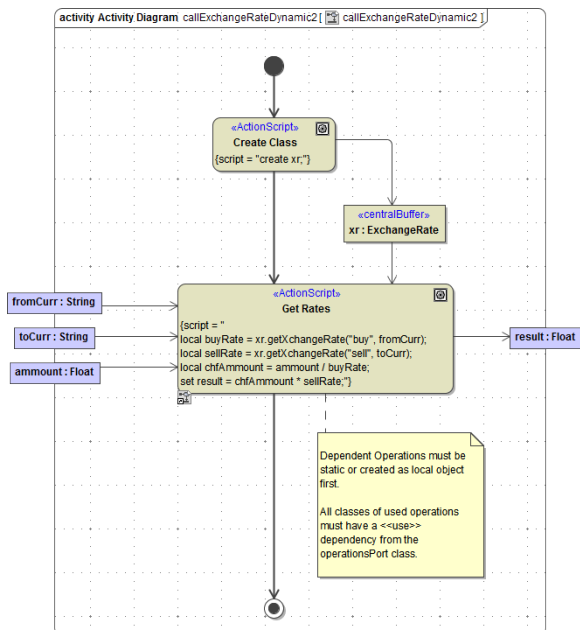 activity Activity Diagram callExchangeRateDynamic2 [ callExchangeRateDynamic2 ]
«ActionScript»
Create Class
{script = "create xr;"}
«centralBuffer»
xr : ExchangeRate
fromCurr : String
toCurr : String
ammount : Float
«ActionScript»
Get Rates
{script = "
local buyRate = xr.getXchangeRate("buy", fromCurr);
local sellRate = xr.getXchangeRate("sell", toCurr);
local chfAmmount = ammount / buyRate;
set result = chfAmmount * sellRate;"}
result : Float
Dependent Operations must be
static or created as local object
first.
All classes of used operations
must have a <<use>>
dependency from the
operationsPort class.